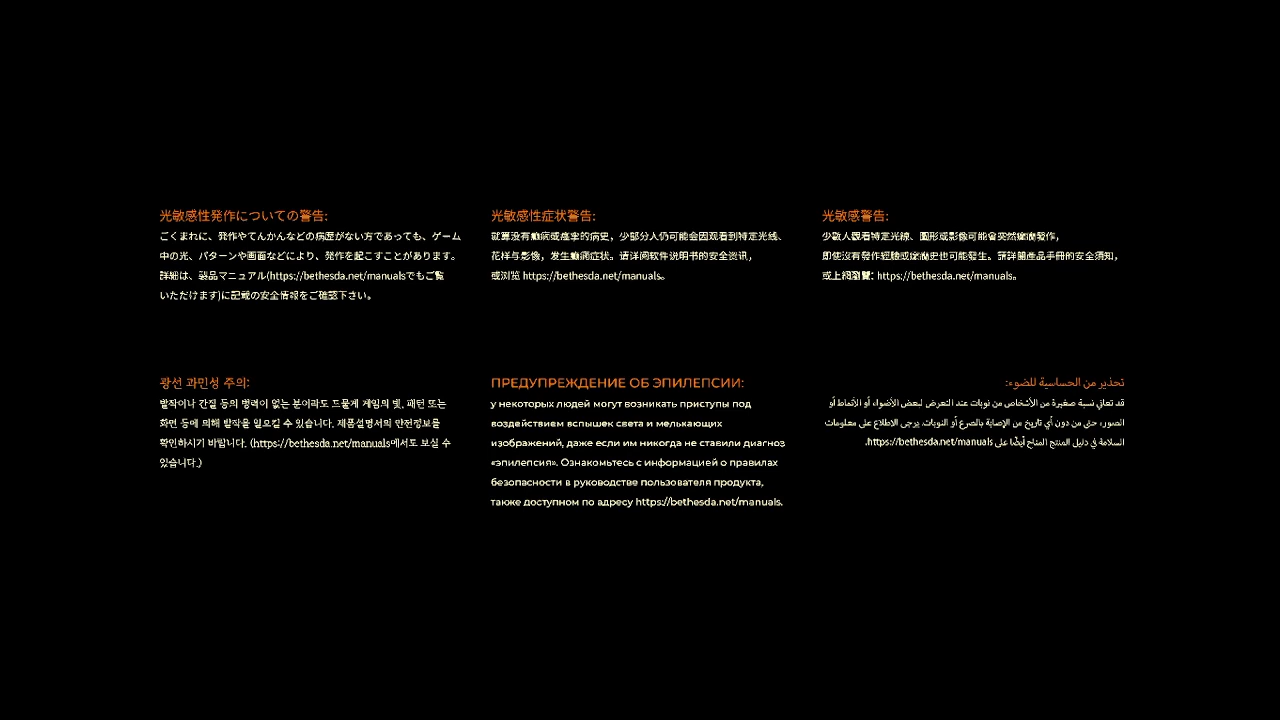 光敏感性発作についての警告:
ごくまれに、発作やてんかんなどの病歴がない方であっても、ゲーム
中の光、パターンや画面などにより、発作を起こすことがあります。
詳細は、製品マニュアル(https://bethesda.net/manualsでもご覧
いただけます)に記載の安全情報をご確認下さい。
光敏感性症状警告:
就算没有癫痫或痉挛的病史，少部分人仍可能会因观看到特定光线、
花样与影像，发生癫痫症状。请详阅软件说明书的安全资讯，
或浏览 https://bethesda.net/manuals。
光敏感警告:
少數人觀看特定光線、圖形或影像可能會突然癲癇發作，
即使沒有發作經驗或癲癇史也可能發生。請詳閱產品手冊的安全須知，
或上網瀏覽: https://bethesda.net/manuals。
광선 과민성 주의:
발작이나 간질 등의 병력이 없는 분이라도 드물게 게임의 빛, 패턴 또는
화면 등에 의해 발작을 일으킬 수 있습니다. 제품설명서의 안전정보를
확인하시기 바랍니다. (https://bethesda.net/manuals에서도 보실 수
있습니다.)
ПРЕДУПРЕЖДЕНИЕ ОБ ЭПИЛЕПСИИ:
у некоторых людей могут возникать приступы под
воздействием вспышек света и мелькающих
изображений, даже если им никогда не ставили диагноз
«эпилепсия». Ознакомьтесь с информацией о правилах
безопасности в руководстве пользователя продукта,
также доступном по адресу https://bethesda.net/manuals.
تحذير من الحساسية للضوء:
قد تعاني نسبة صغيرة من الأشخاص من نوبات عند التعرض لبعض الأضواء أو الأنماط أو
الصور، حتى من دون أي تاريخ من الإصابة بالصرع أو النوبات. يرجى الاطلاع على معلومات
السلامة في دليل المنتج المتاح أيضًا على https://bethesda.net/manuals.